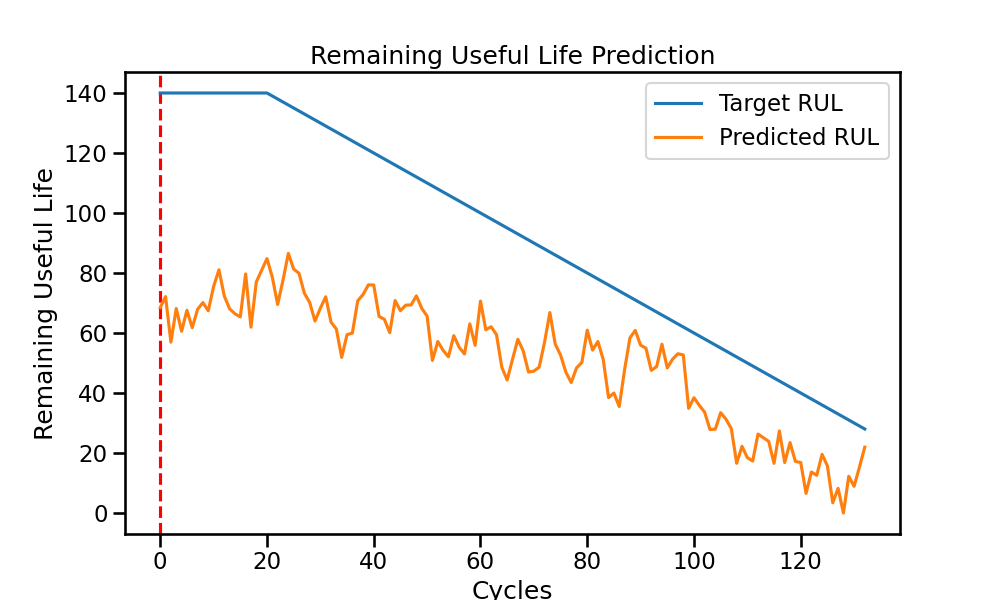 Remaining Useful Life Prediction
Target RUL
Predicted RUL
Remaining Useful Life
140
120
100
80
60
40
20
0
0 20 40 60 80 100 120
Cycles